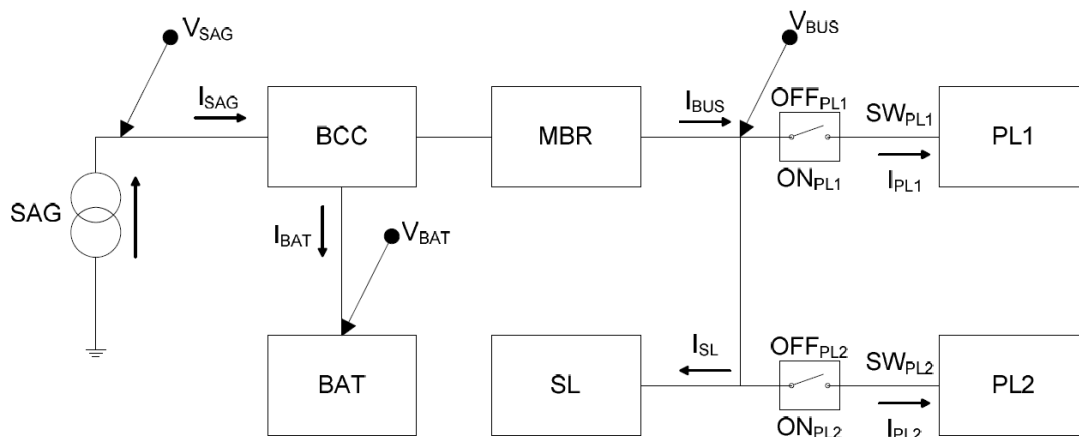 V_SAG
V_BUS
I_SAG
I_BUS
OFF_PL1
SW_PL1
BCC
MBR
PL1
ON_PL1
I_PL1
SAG
I_BAT
V_BAT
BAT
SL
I_SL
OFF_PL2
SW_PL2
PL2
ON_PL2
I_PL2